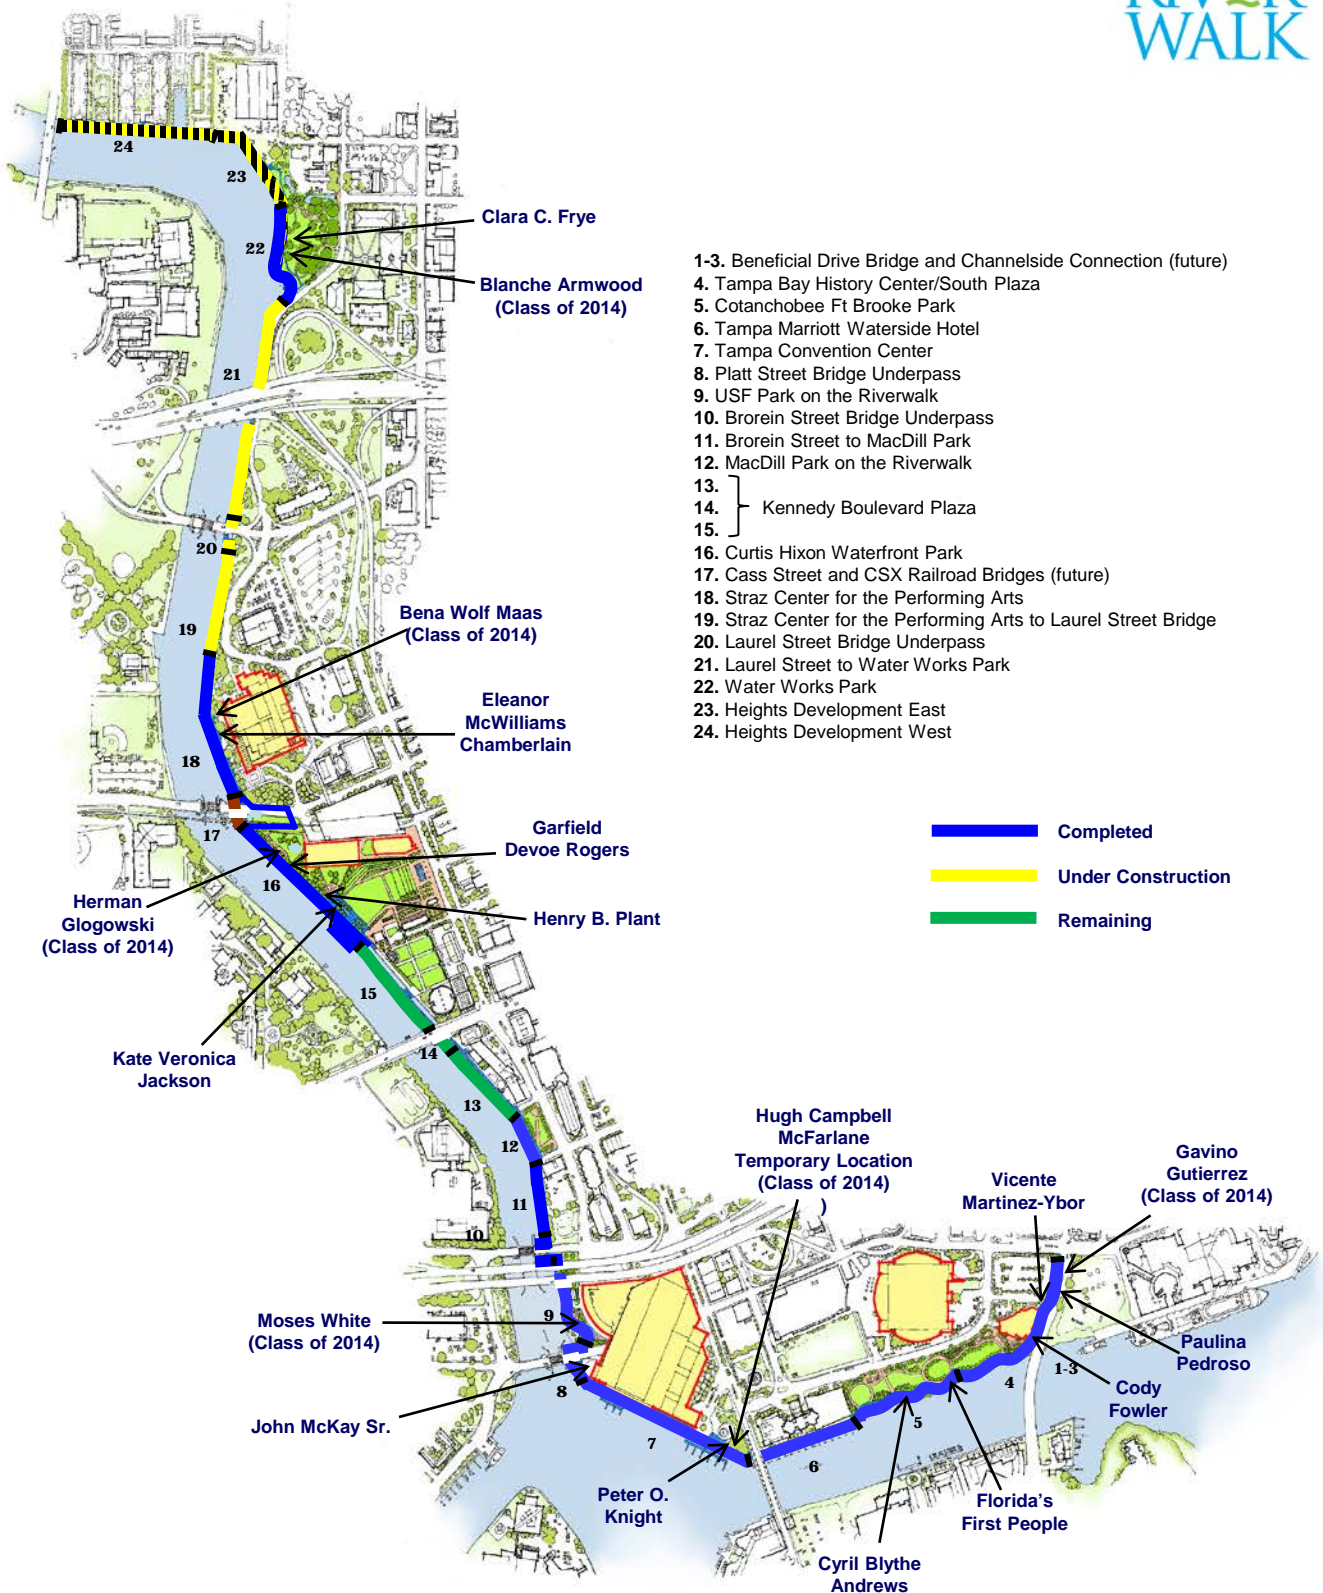 RIVER
WALK
24
23
Clara C. Frye
22
Blanche Armwood
(Class of 2014)
1-3. Beneficial Drive Bridge and Channelside Connection (future)
4. Tampa Bay History Center/South Plaza
5. Cotanchobee Ft Brooke Park
6. Tampa Marriott Waterside Hotel
7. Tampa Convention Center
8. Platt Street Bridge Underpass
9. USF Park on the Riverwalk
10. Brorein Street Bridge Underpass
11. Brorein Street to MacDill Park
12. MacDill Park on the Riverwalk
13.
14. Kennedy Boulevard Plaza
15.
16. Curtis Hixon Waterfront Park
17. Cass Street and CSX Railroad Bridges (future)
18. Straz Center for the Performing Arts
19. Straz Center for the Performing Arts to Laurel Street Bridge
20. Laurel Street Bridge Underpass
21. Laurel Street to Water Works Park
22. Water Works Park
23. Heights Development East
24. Heights Development West
21
20
19
Bena Wolf Maas
(Class of 2014)
Eleanor
McWilliams
Chamberlain
18
17
Completed
Under Construction
Remaining
Garfield
Devoe Rogers
16
Herman
Glogowski
(Class of 2014)
Henry B. Plant
15
Kate Veronica
Jackson
14
13
12
11
10
Hugh Campbell
McFarlane
Temporary Location
(Class of 2014)
)
Vicente
Martinez-Ybor
Gavino
Gutierrez
(Class of 2014)
Moses White
(Class of 2014)
9
8
John McKay Sr.
7
Peter O.
Knight
6
5
4
1-3
Paulina
Pedroso
Cody
Fowler
Florida's
First People
Cyril Blythe
Andrews